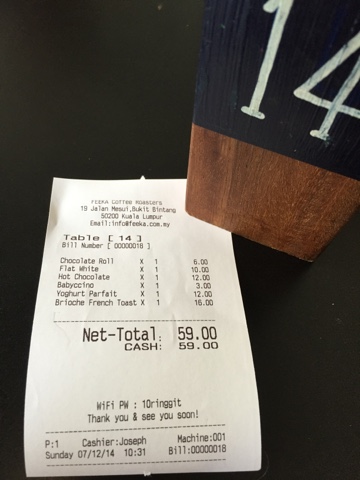 14
FEEKA Coffee Roasters
19 Jalan Mesui,Bukit Bintang
50200 Kuala Lumpur
Email:info@feeka.com.my
Table [ 14 ]
Bill Number [ 00000018 ]
Chocolate Roll X 1 6.00
Flat White X 1 10.00
Hot Chocolate X 1 12.00
Babyccino X 1 3.00
Yoghurt Parfait X 1 12.00
Brioche French Toast X 1 16.00
Net-Total: 59.00
CASH: 59.00
WiFi PW : 10ringgit
Thank you & see you soon!
P:1 Cashier:Joseph Machine:001
Sunday 07/12/14 10:31 Bill:00000018